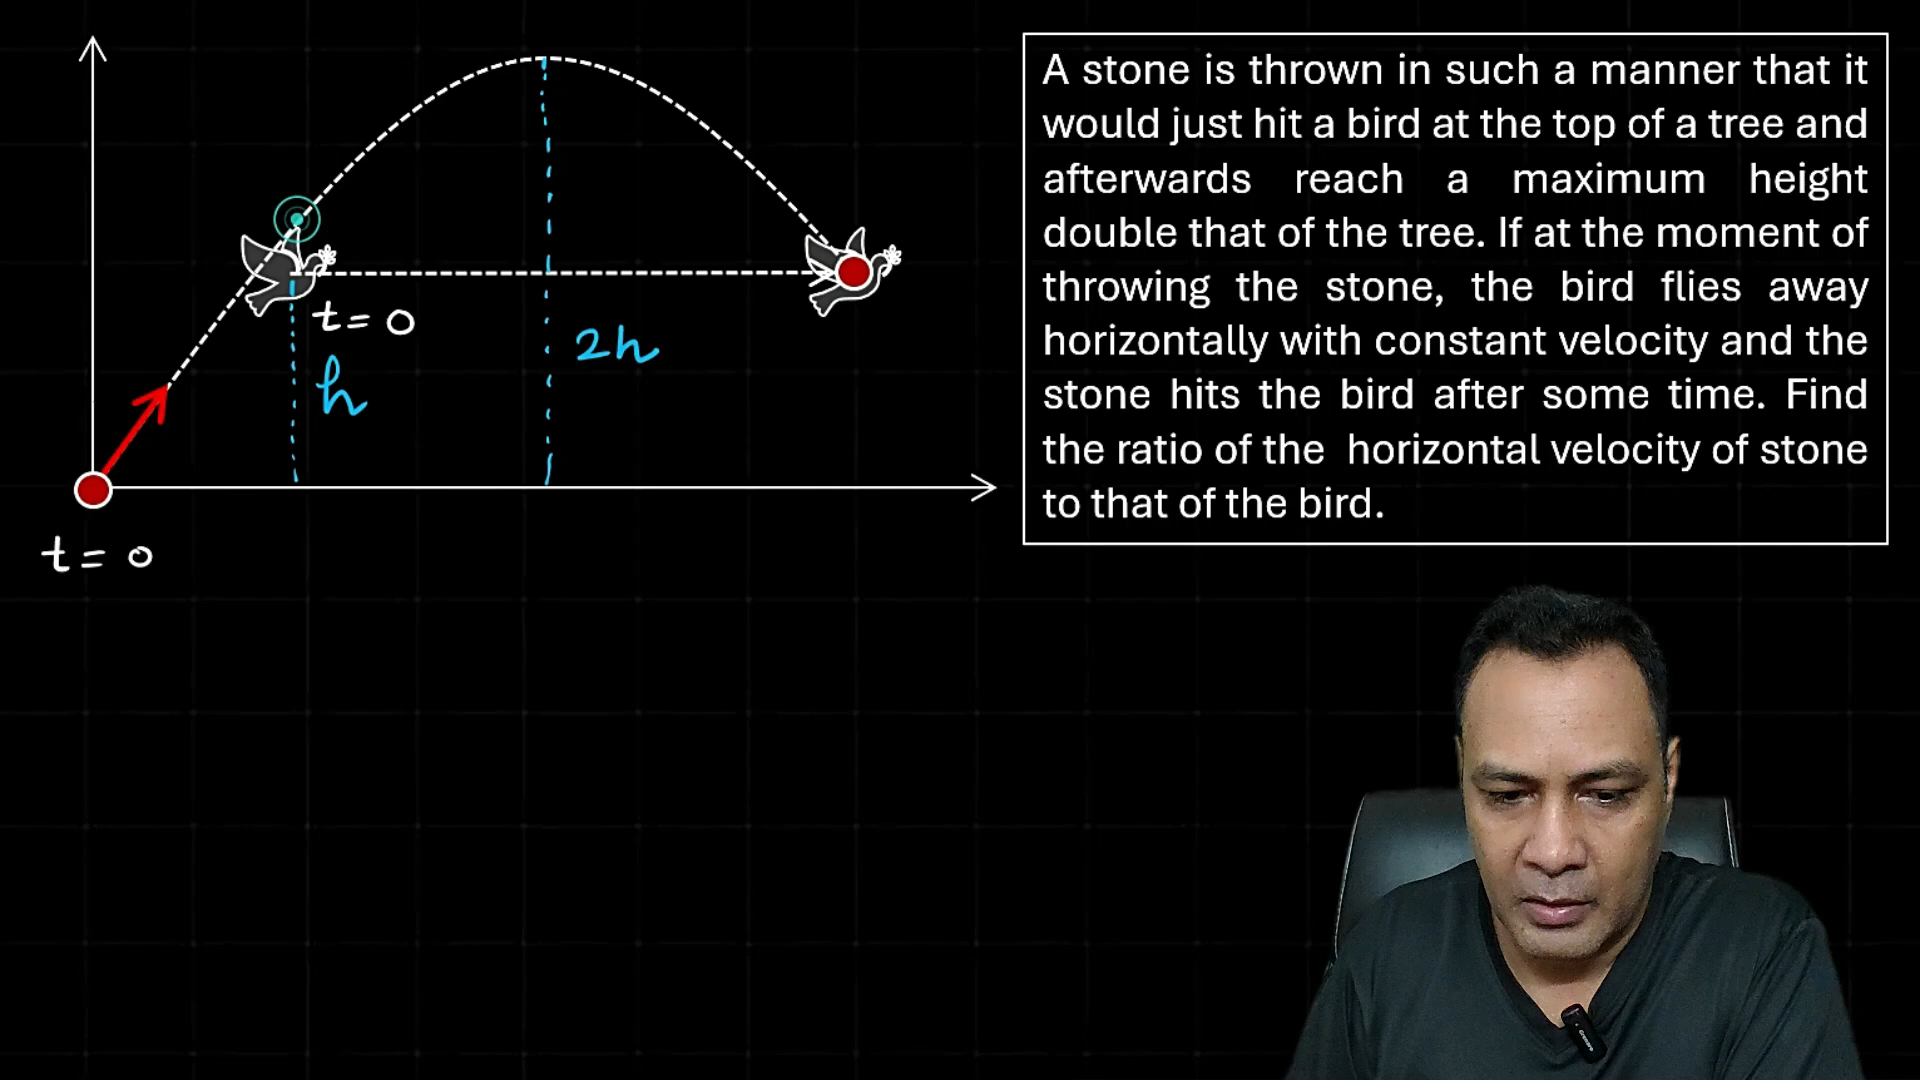 A stone is thrown in such a manner that it
would just hit a bird at the top of a tree and
afterwards reach a maximum height
double that of the tree. If at the moment of
throwing the stone, the bird flies away
horizontally with constant velocity and the
stone hits the bird after some time. Find
the ratio of the horizontal velocity of stone
to that of the bird.
t = 0
h
2h
t = 0